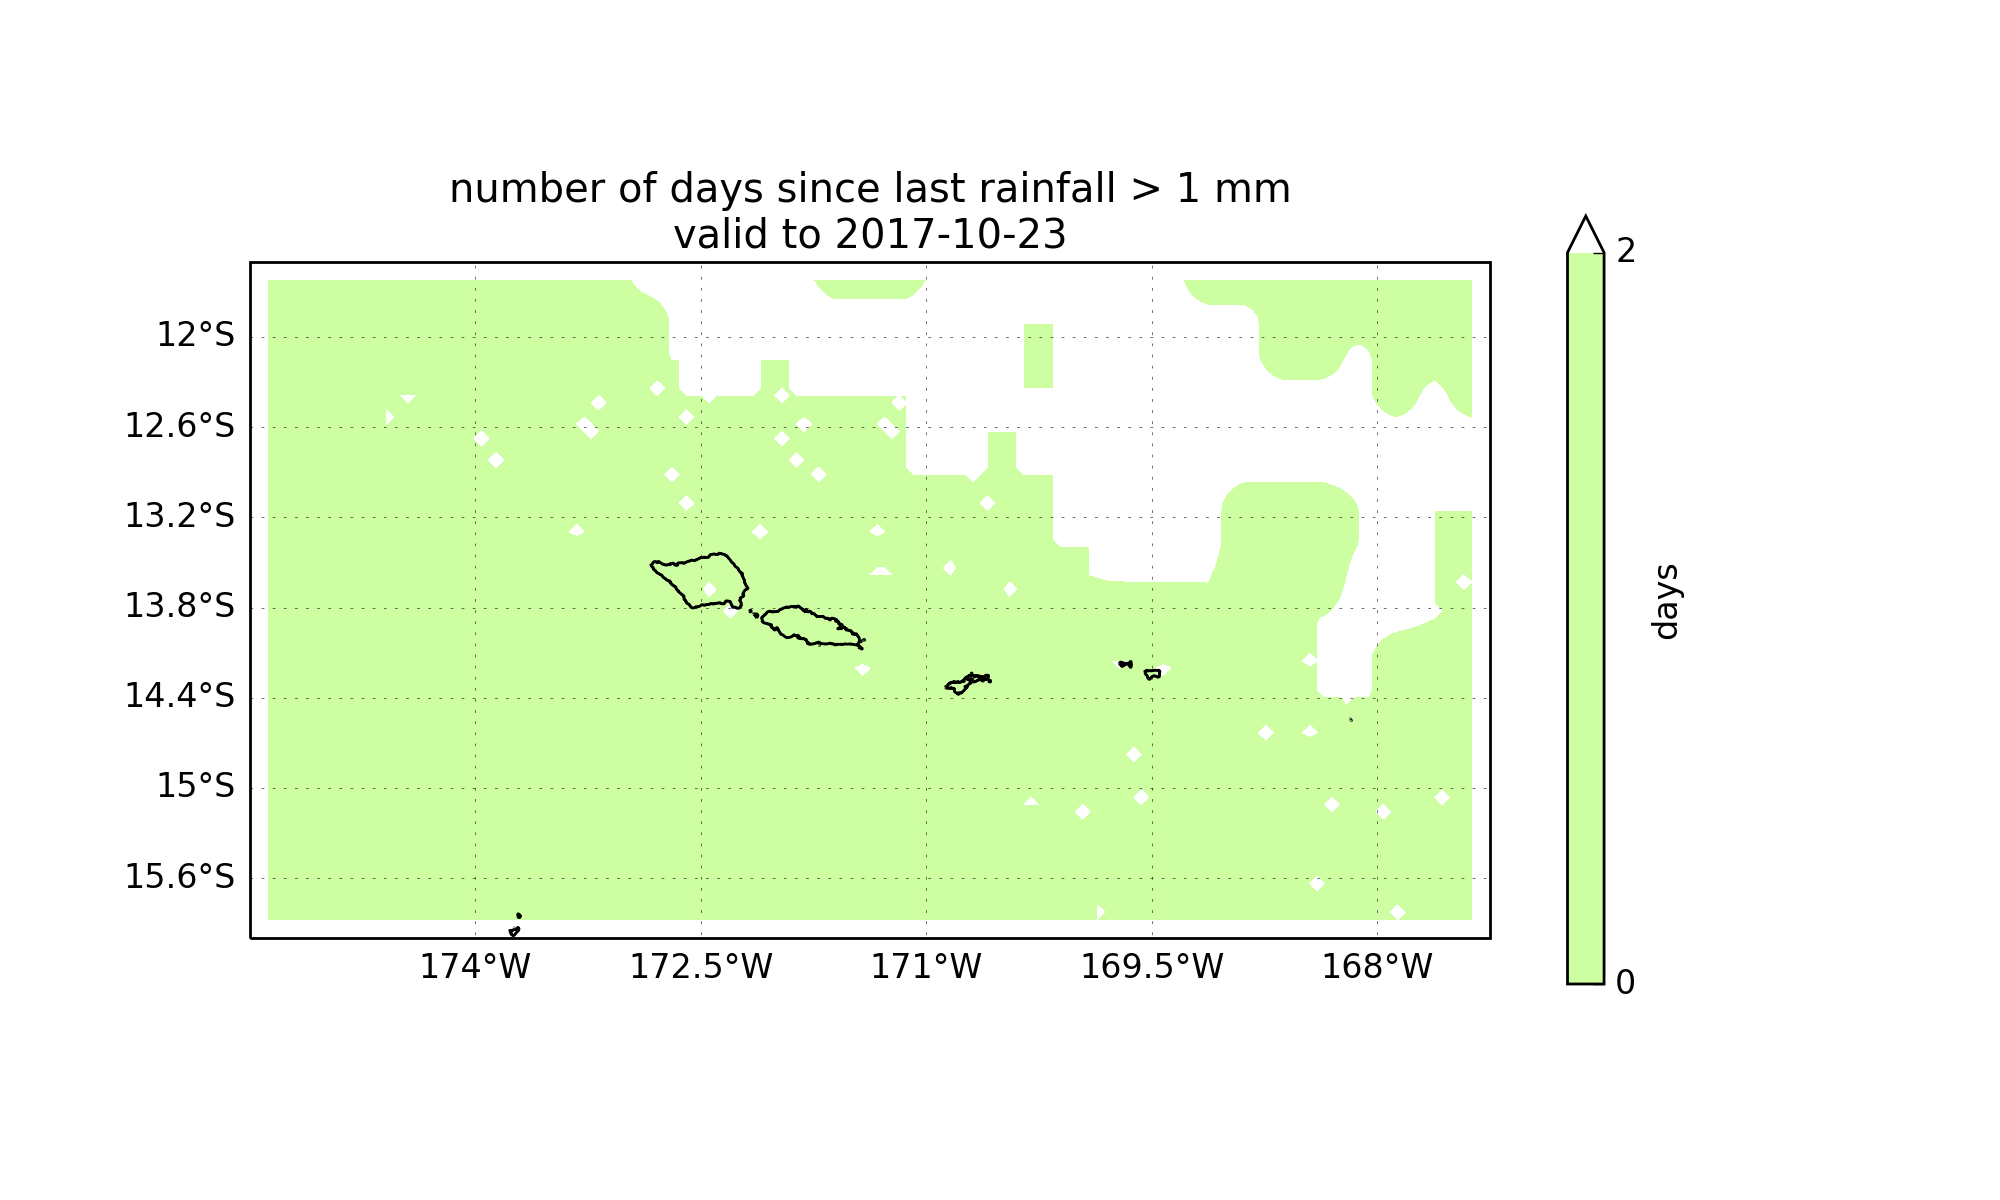 number of days since last rainfall > 1 mm
valid to 2017-10-23
2
12°S
12.6°S
13.2°S
13.8°S
14.4°S
15°S
15.6°S
days
0
174°W
172.5°W
171°W
169.5°W
168°W